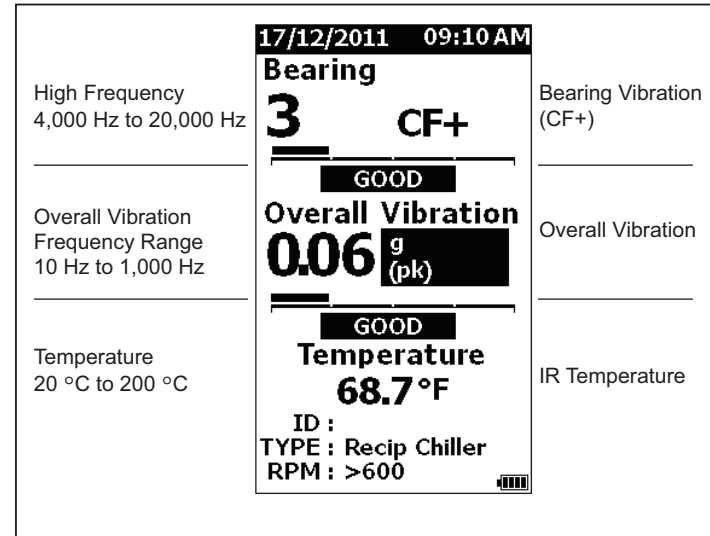 17/12/2011 09:10 AM
Bearing
High Frequency
4,000 Hz to 20,000 Hz
3 CF+
Bearing Vibration
(CF+)
GOOD
Overall Vibration
Frequency Range
10 Hz to 1,000 Hz
Overall Vibration
0.06 g
(pk)
Overall Vibration
GOOD
Temperature
20 °C to 200 °C
Temperature
68.7 °F
IR Temperature
ID :
TYPE : Recip Chiller
RPM : >600